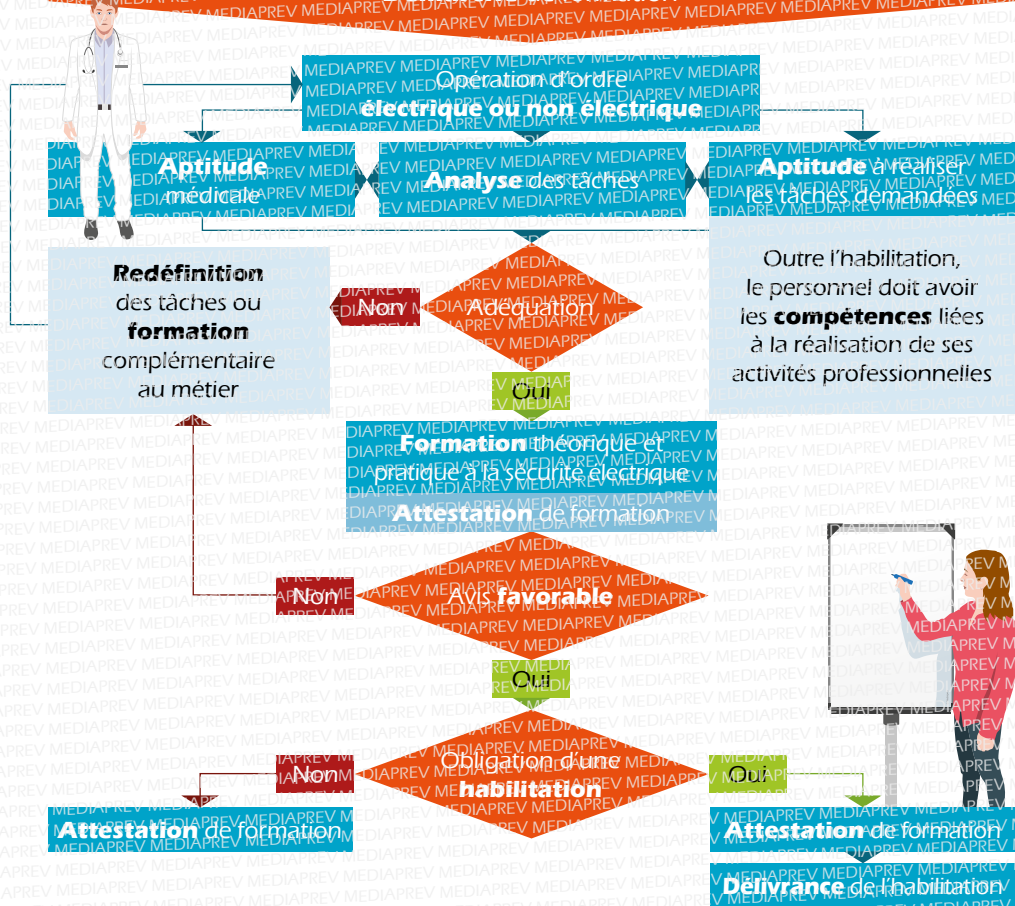 Opération d'ordre
électrique ou non électrique
Aptitude
médicale
Analyse des tâches
Aptitude à réaliser
les tâches demandées
Redéfinition
des tâches ou
formation
complémentaire
au métier
Non
Adéquation
Outre l'habilitation,
le personnel doit avoir
les compétences liées
à la réalisation de ses
activités professionnelles
Oui
Formation théorique et
pratique à la sécurité électrique
Attestation de formation
Non
Avis favorable
Oui
Non
Obligation d'une
habilitation
Oui
Attestation de formation
Attestation de formation
Délivrance de l'habilitation
MEDIAPREV